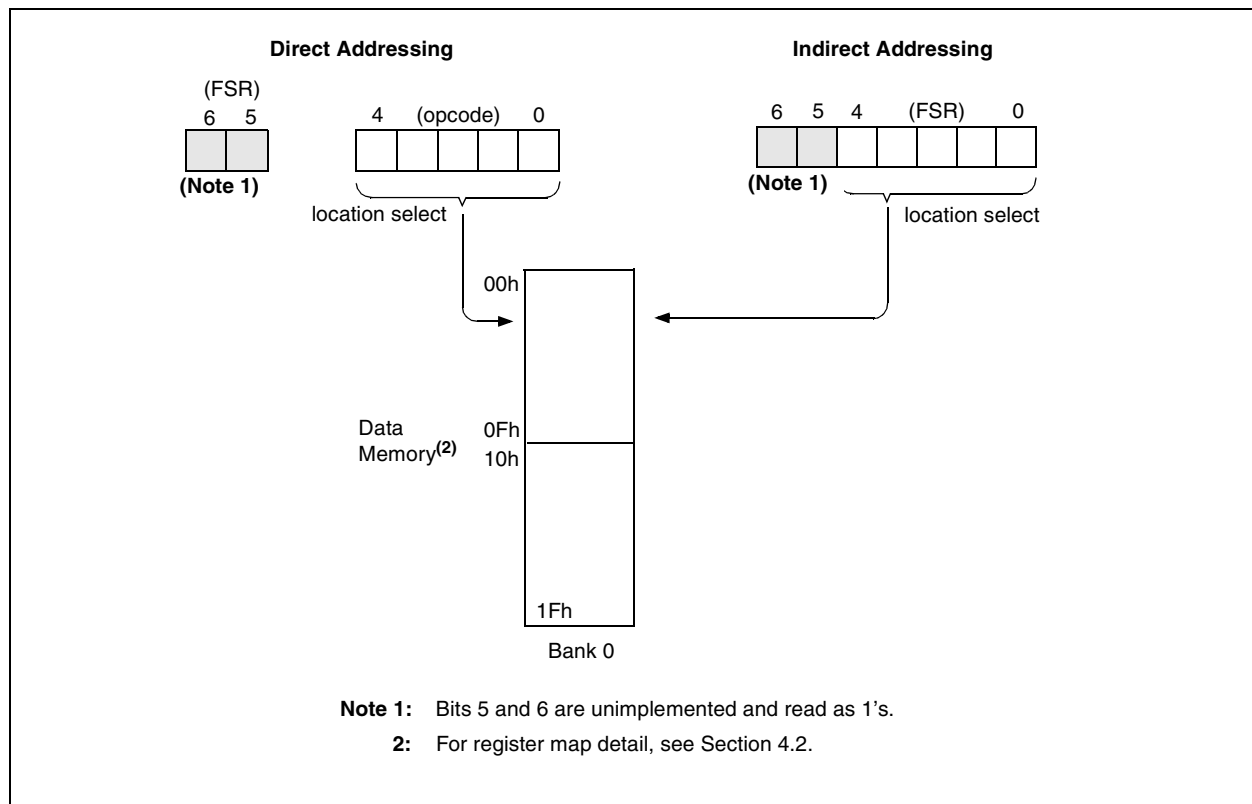 Direct Addressing
(FSR)
6 5
4 (opcode) 0
(Note 1)
location select
Indirect Addressing
6 5 4 (FSR) 0
(Note 1)
location select
00h
Data
Memory(2)
0Fh
10h
1Fh
Bank 0
Note 1: Bits 5 and 6 are unimplemented and read as 1's.
2: For register map detail, see Section 4.2.